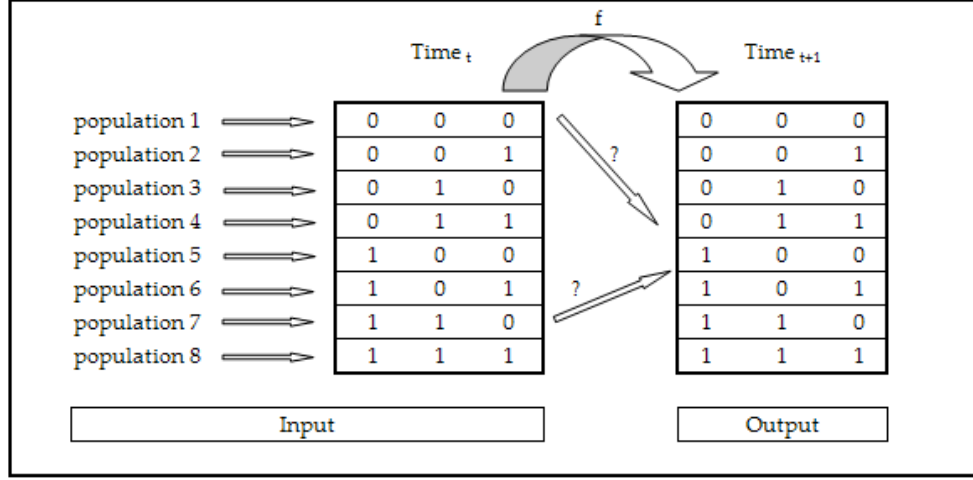 f
Time t Time t+1
population 1 0 0 0 0 0 0
population 2 0 0 1 ? 0 0 1
population 3 0 1 0 0 1 0
population 4 0 1 1 0 1 1
population 5 1 0 0 1 0 0
population 6 1 0 1 ? 1 0 1
population 7 1 1 0 1 1 0
population 8 1 1 1 1 1 1
Input Output